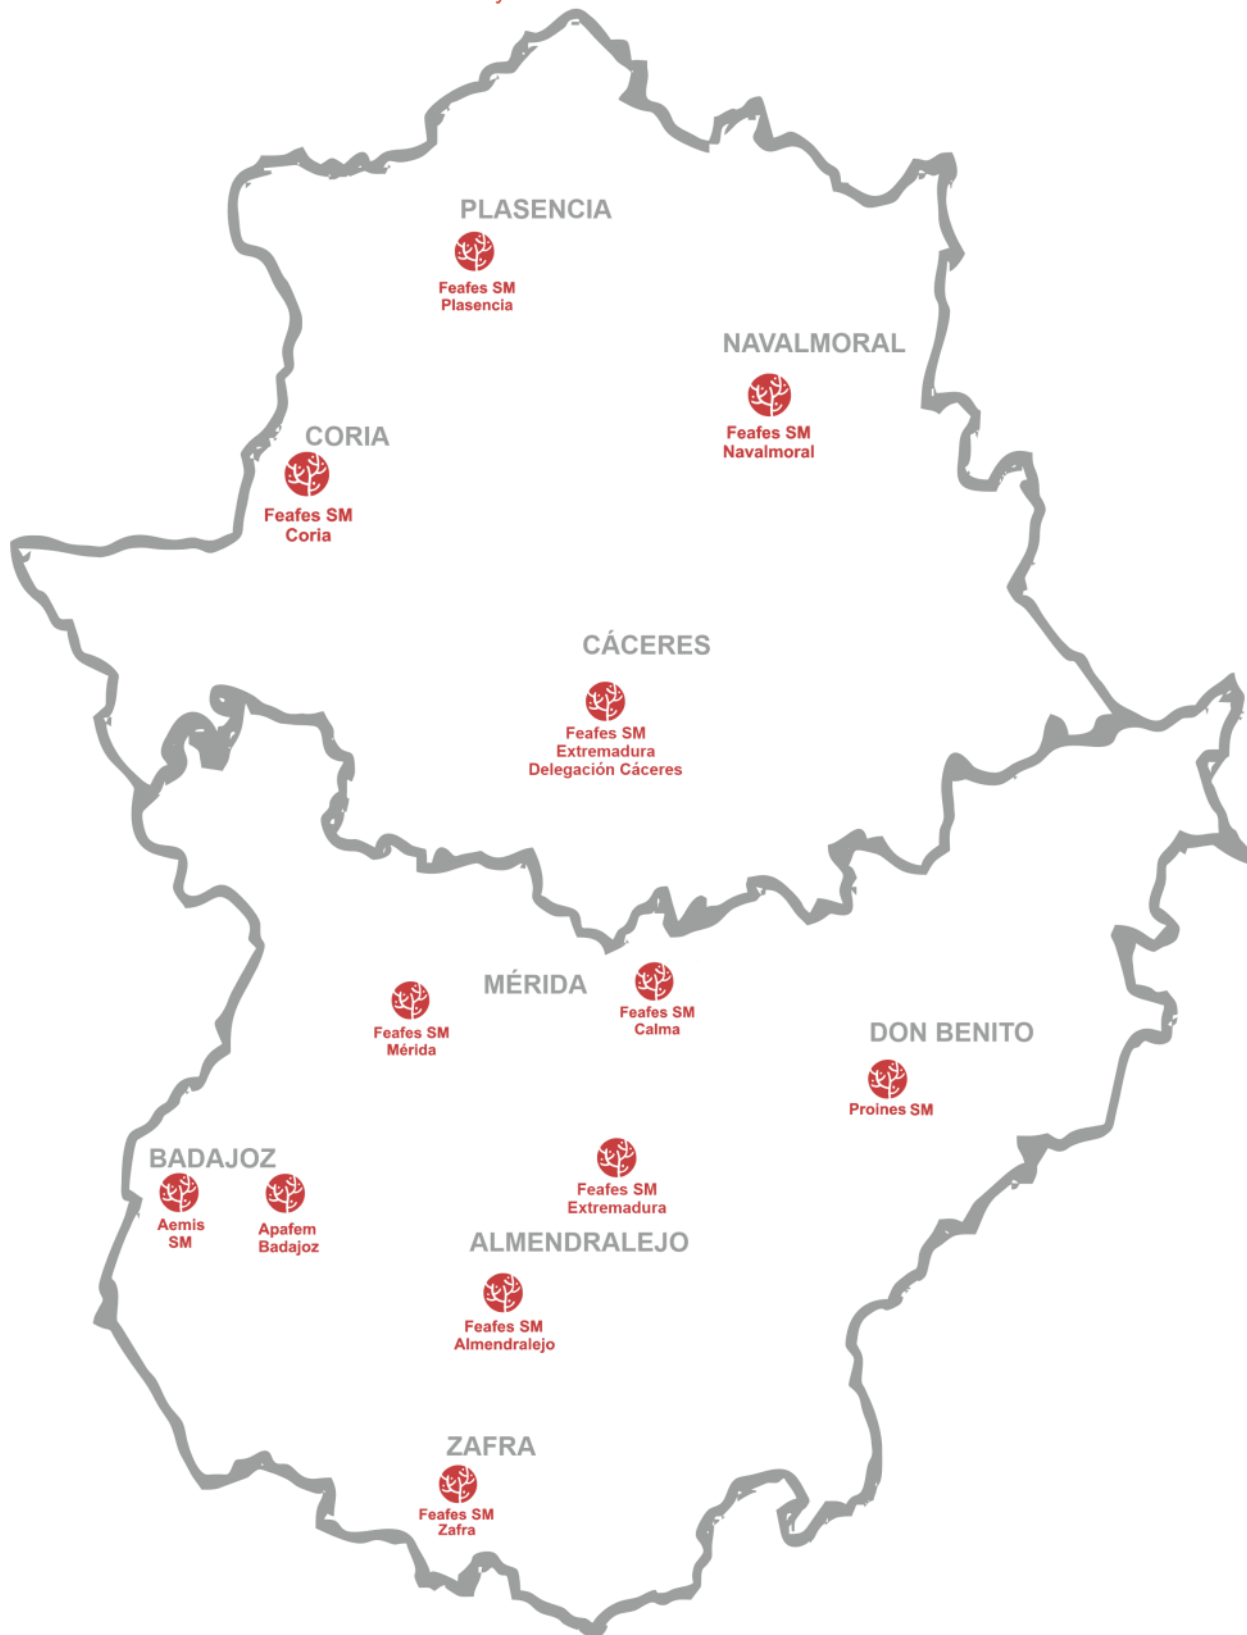 PLASENCIA
Feafes SM
Plasencia
NAVALMORAL
Feafes SM
Navalmoral
CORIA
Feafes SM
Coria
CÁCERES
Feafes SM
Extremadura
Delegación Cáceres
MÉRIDA
Feafes SM
Mérida
Feafes SM
Calma
DON BENITO
Proines SM
BADAJOZ
Aemis
SM
Apafem
Badajoz
Feafes SM
Extremadura
ALMENDRALEJO
Feafes SM
Almendralejo
ZAFRA
Feafes SM
Zafra